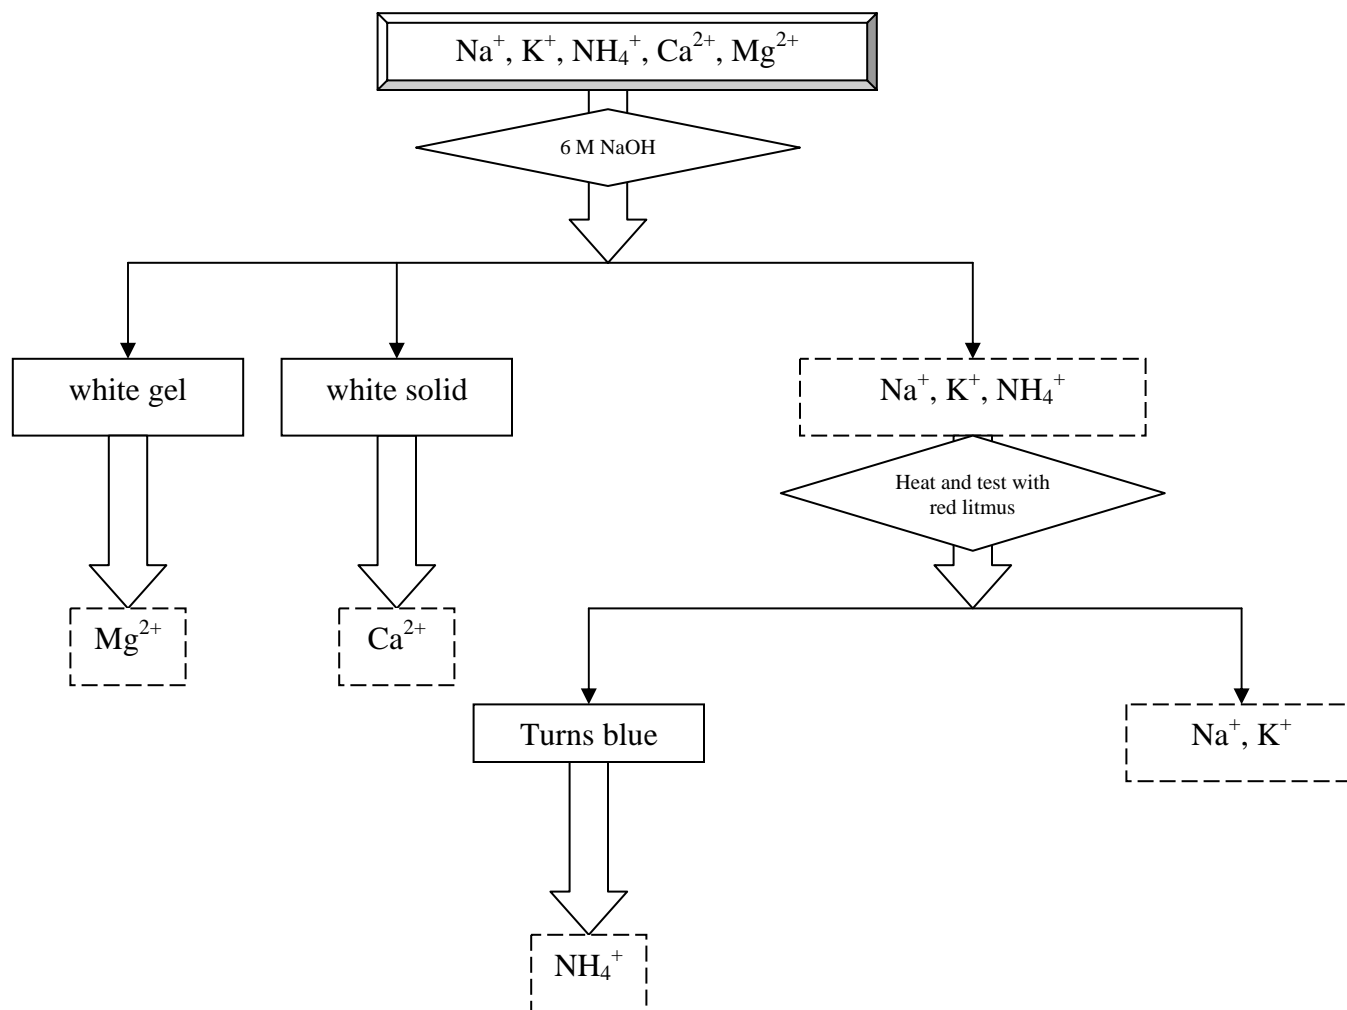 Na⁺, K⁺, NH₄⁺, Ca²⁺, Mg²⁺
6 M NaOH
white gel
white solid
Na⁺, K⁺, NH₄⁺
Heat and test with
red litmus
Mg²⁺
Ca²⁺
Turns blue
Na⁺, K⁺
NH₄⁺